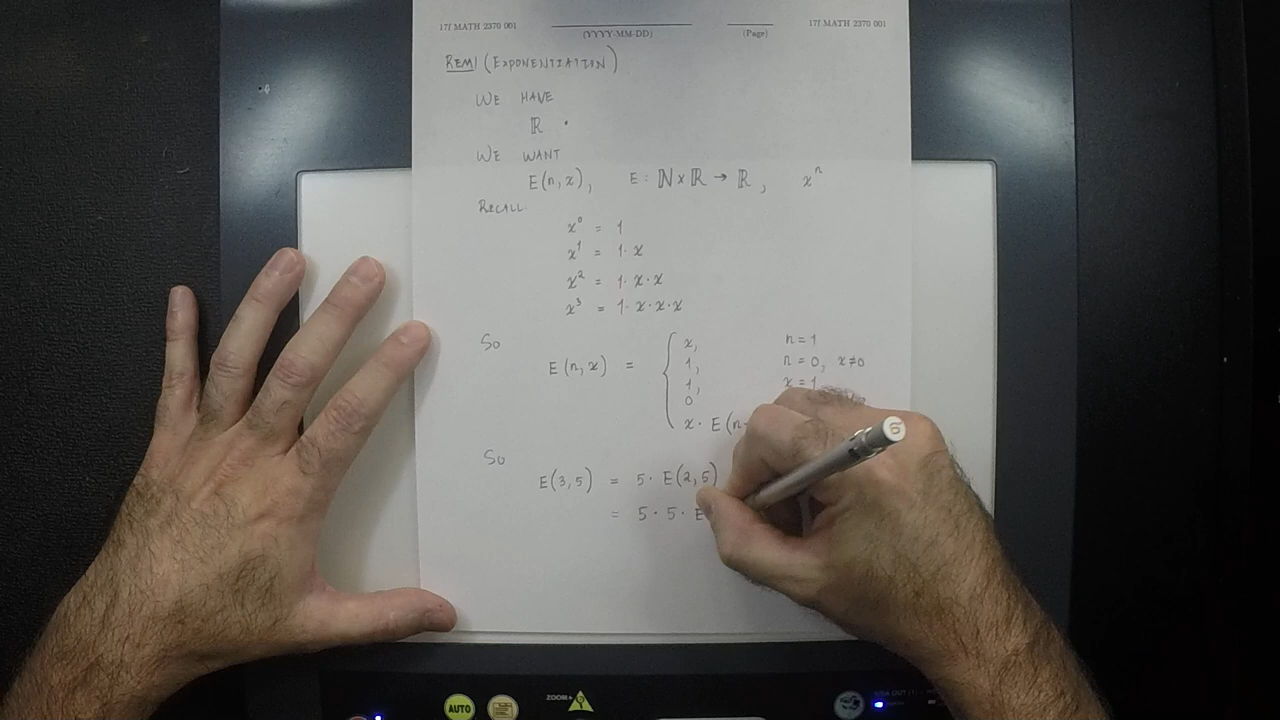 17f MATH 2370 001 (YYYY-MM-DD) (Page) 17f MATH 2370 001
REM (EXPONENTIATION)
WE HAVE
ℝ ·
WE WANT
E(n, x), E : ℕ × ℝ → ℝ, xⁿ
RECALL
x⁰ = 1
x¹ = 1 · x
x² = 1 · x · x
x³ = 1 · x · x · x
So
E(n, x) = {
x, n = 1
1, n = 0, x ≠ 0
1, x = 1
0
x · E(n-
So
E(3, 5) = 5 · E(2, 5)
= 5 · 5 · E
ZOOM+
AUTO